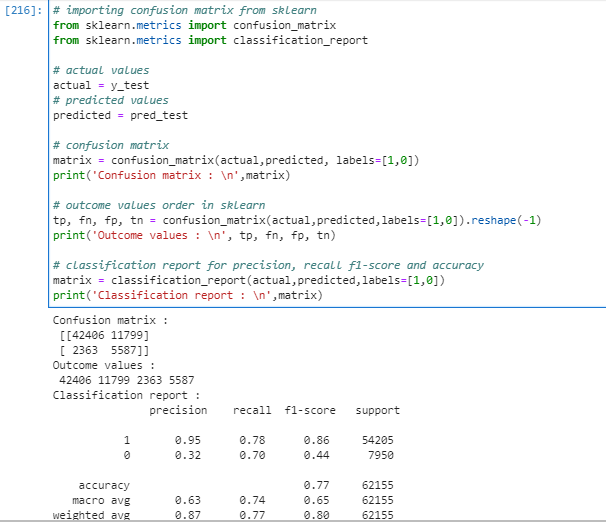 [216]: # importing confusion matrix from sklearn
from sklearn.metrics import confusion_matrix
from sklearn.metrics import classification_report
# actual values
actual = y_test
# predicted values
predicted = pred_test
# confusion matrix
matrix = confusion_matrix(actual,predicted, labels=[1,0])
print('Confusion matrix : \n',matrix)
# outcome values order in sklearn
tp, fn, fp, tn = confusion_matrix(actual,predicted,labels=[1,0]).reshape(-1)
print('Outcome values : \n', tp, fn, fp, tn)
# classification report for precision, recall f1-score and accuracy
matrix = classification_report(actual,predicted,labels=[1,0])
print('Classification report : \n',matrix)
Confusion matrix :
[[42406 11799]
[ 2363 5587]]
Outcome values :
42406 11799 2363 5587
Classification report :
precision recall f1-score support
1 0.95 0.78 0.86 54205
0 0.32 0.70 0.44 7950
accuracy 0.77 62155
macro avg 0.63 0.74 0.65 62155
weighted avg 0.87 0.77 0.80 62155